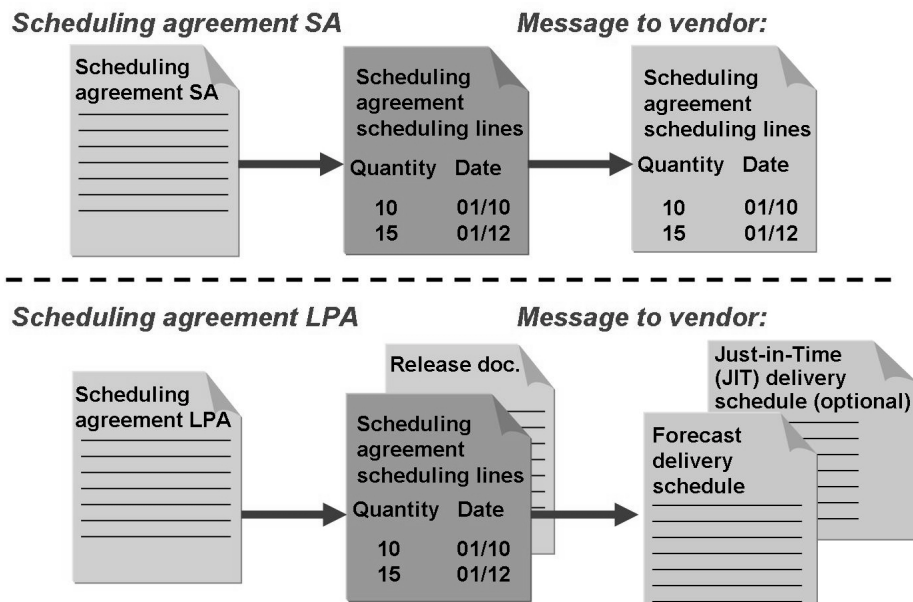 Scheduling agreement SA
Message to vendor:
Scheduling
agreement SA
Scheduling
agreement
scheduling lines
Quantity Date
10 01/10
15 01/12
Scheduling
agreement
scheduling lines
Quantity Date
10 01/10
15 01/12
Scheduling agreement LPA
Message to vendor:
Scheduling
agreement LPA
Release doc.
Scheduling
agreement
scheduling lines
Quantity Date
10 01/10
15 01/12
Just-in-Time
(JIT) delivery
schedule (optional)
Forecast
delivery
schedule